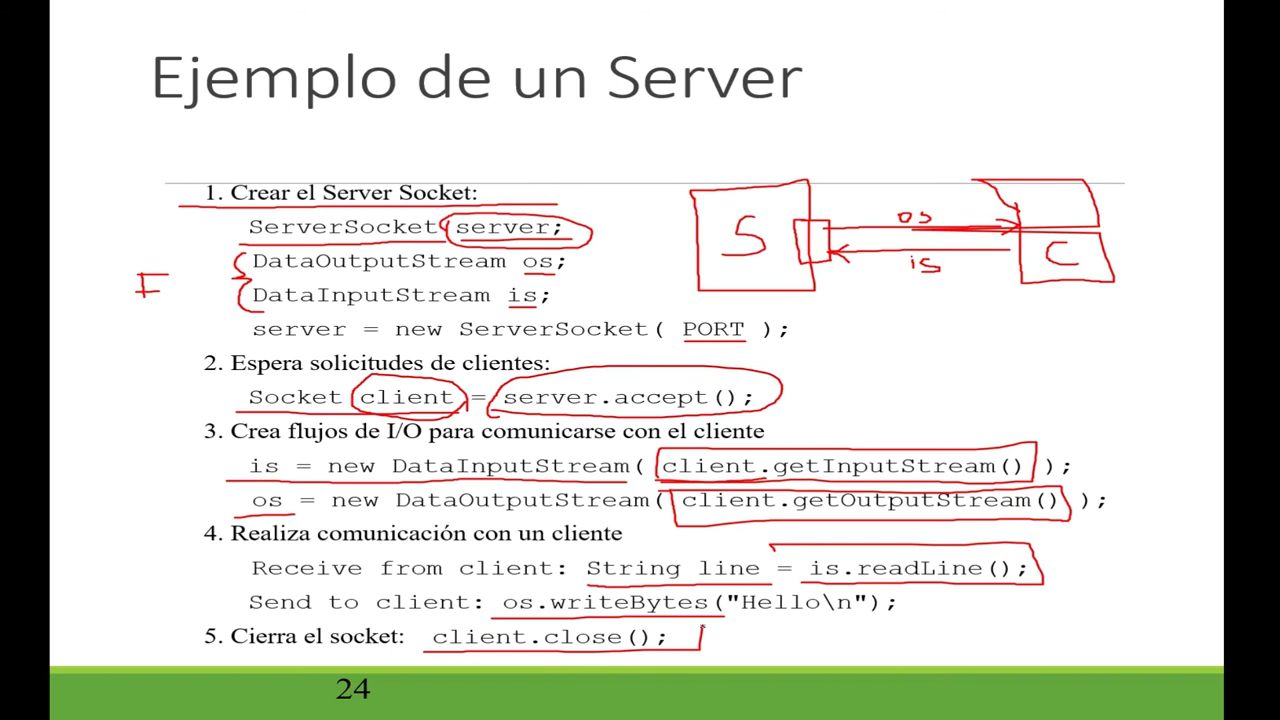 Ejemplo de un Server
1. Crear el Server Socket:
ServerSocket server;
DataOutputStream os;
DataInputStream is;
server = new ServerSocket( PORT );
2. Espera solicitudes de clientes:
Socket client = server.accept();
3. Crea flujos de I/O para comunicarse con el cliente
is = new DataInputStream( client.getInputStream() );
os = new DataOutputStream( client.getOutputStream() );
4. Realiza comunicación con un cliente
Receive from client: String line = is.readLine();
Send to client: os.writeBytes("Hello\n");
5. Cierra el socket: client.close();
S
os
is
C
24